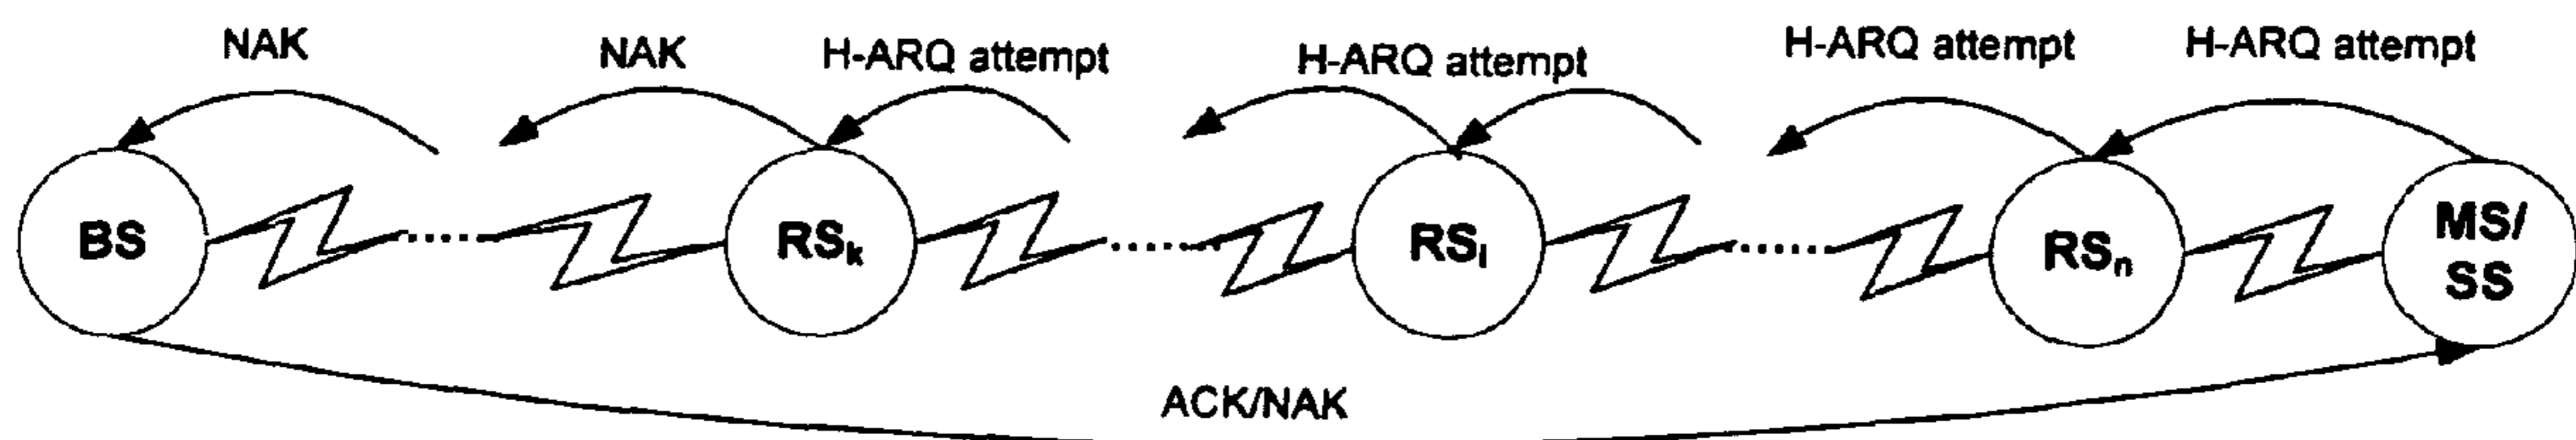 NAK
NAK
H-ARQ attempt
H-ARQ attempt
H-ARQ attempt
H-ARQ attempt
BS
RSk
RSl
RSn
MS/
SS
ACK/NAK